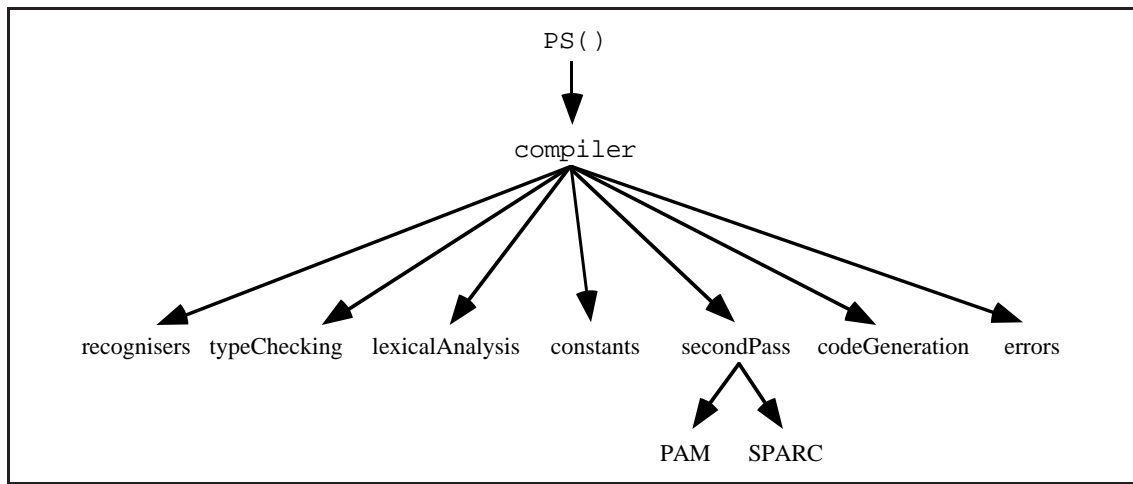 PS()
compiler
recognisers typeChecking lexicalAnalysis constants secondPass codeGeneration errors
PAM SPARC